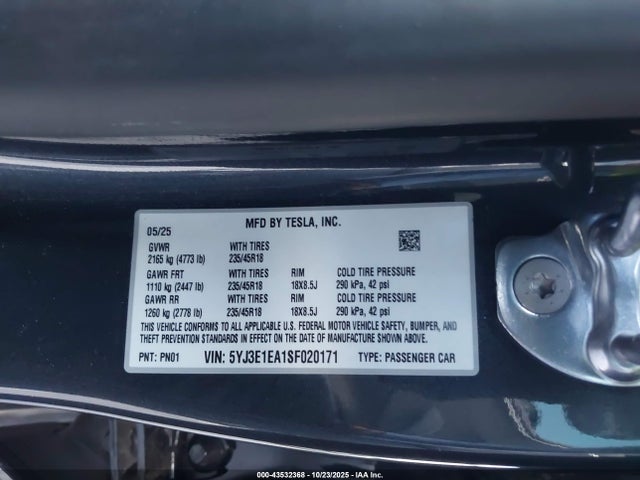 05/25 MFD BY TESLA, INC.
GVWR WITH TIRES
2165 kg (4773 lb) 235/45R18
GAWR FRT WITH TIRES RIM COLD TIRE PRESSURE
1110 kg (2447 lb) 235/45R18 18X8.5J 290 kPa, 42 psi
GAWR RR WITH TIRES RIM COLD TIRE PRESSURE
1260 kg (2778 lb) 235/45R18 18X8.5J 290 kPa, 42 psi
THIS VEHICLE CONFORMS TO ALL APPLICABLE U.S. FEDERAL MOTOR VEHICLE SAFETY, BUMPER, AND
THEFT PREVENTION STANDARDS IN EFFECT ON THE DATE OF MANUFACTURE SHOWN ABOVE.
PNT: PN01 VIN: 5YJ3E1EA1SF020171 TYPE: PASSENGER CAR
000-43532368 - 10/23/2025 - IAA Inc.